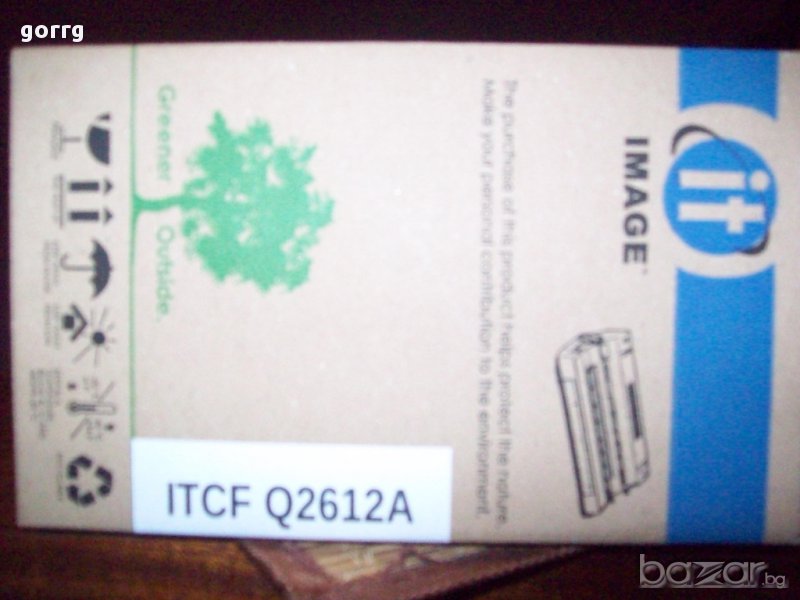 gorrg
it
IMAGE
The purchase of this product helps protect the nature.
Make your personal contribution to the environment.
Greener Outside.
ITCF Q2612A
bazar.bg